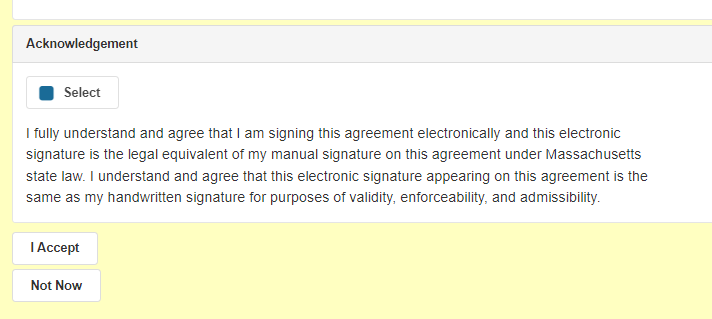 Acknowledgement
Select
I fully understand and agree that I am signing this agreement electronically and this electronic
signature is the legal equivalent of my manual signature on this agreement under Massachusetts
state law. I understand and agree that this electronic signature appearing on this agreement is the
same as my handwritten signature for purposes of validity, enforceability, and admissibility.
I Accept
Not Now